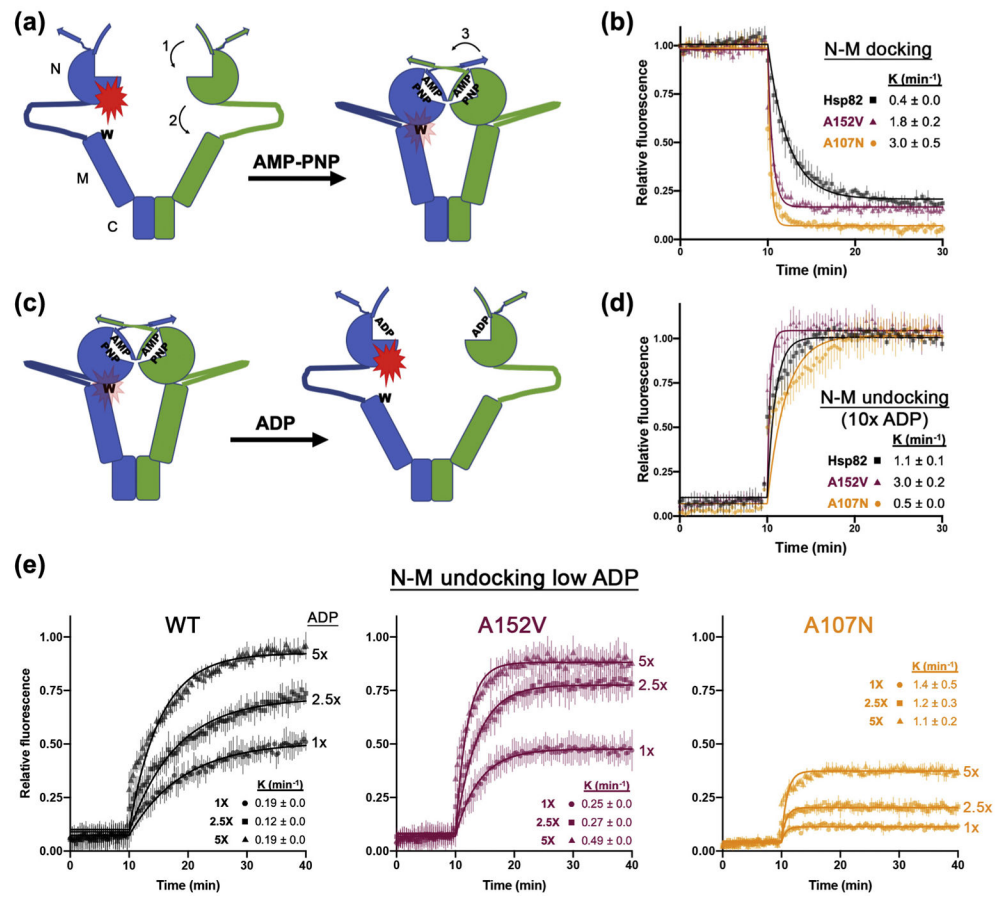 (a)
N
1
2
W
M
C
AMP-PNP
3
AMP
PNP
AMP
PNP
W
(b)
N-M docking
K (min⁻¹)
Hsp82 ■ 0.4 ± 0.0
A152V ▲ 1.8 ± 0.2
A107N ● 3.0 ± 0.5
Relative fluorescence
1.00
0.75
0.50
0.25
0.00
0 10 20 30
Time (min)
(c)
AMP
PNP
AMP
PNP
W
ADP
ADP
ADP
W
(d)
N-M undocking
(10x ADP)
K (min⁻¹)
Hsp82 ■ 1.1 ± 0.1
A152V ▲ 3.0 ± 0.2
A107N ● 0.5 ± 0.0
Relative fluorescence
1.00
0.75
0.50
0.25
0.00
0 10 20 30
Time (min)
(e)
N-M undocking low ADP
WT
ADP
5x
2.5x
1x
K (min⁻¹)
1X ● 0.19 ± 0.0
2.5X ■ 0.12 ± 0.0
5X ▲ 0.19 ± 0.0
Relative fluorescence
1.00
0.75
0.50
0.25
0.00
0 10 20 30 40
Time (min)
A152V
5x
2.5x
1x
K (min⁻¹)
1X ● 0.25 ± 0.0
2.5X ■ 0.27 ± 0.0
5X ▲ 0.49 ± 0.0
1.00
0.75
0.50
0.25
0.00
0 10 20 30 40
Time (min)
A107N
K (min⁻¹)
1X ● 1.4 ± 0.5
2.5X ■ 1.2 ± 0.3
5X ▲ 1.1 ± 0.2
5x
2.5x
1x
1.00
0.75
0.50
0.25
0.00
0 10 20 30 40
Time (min)